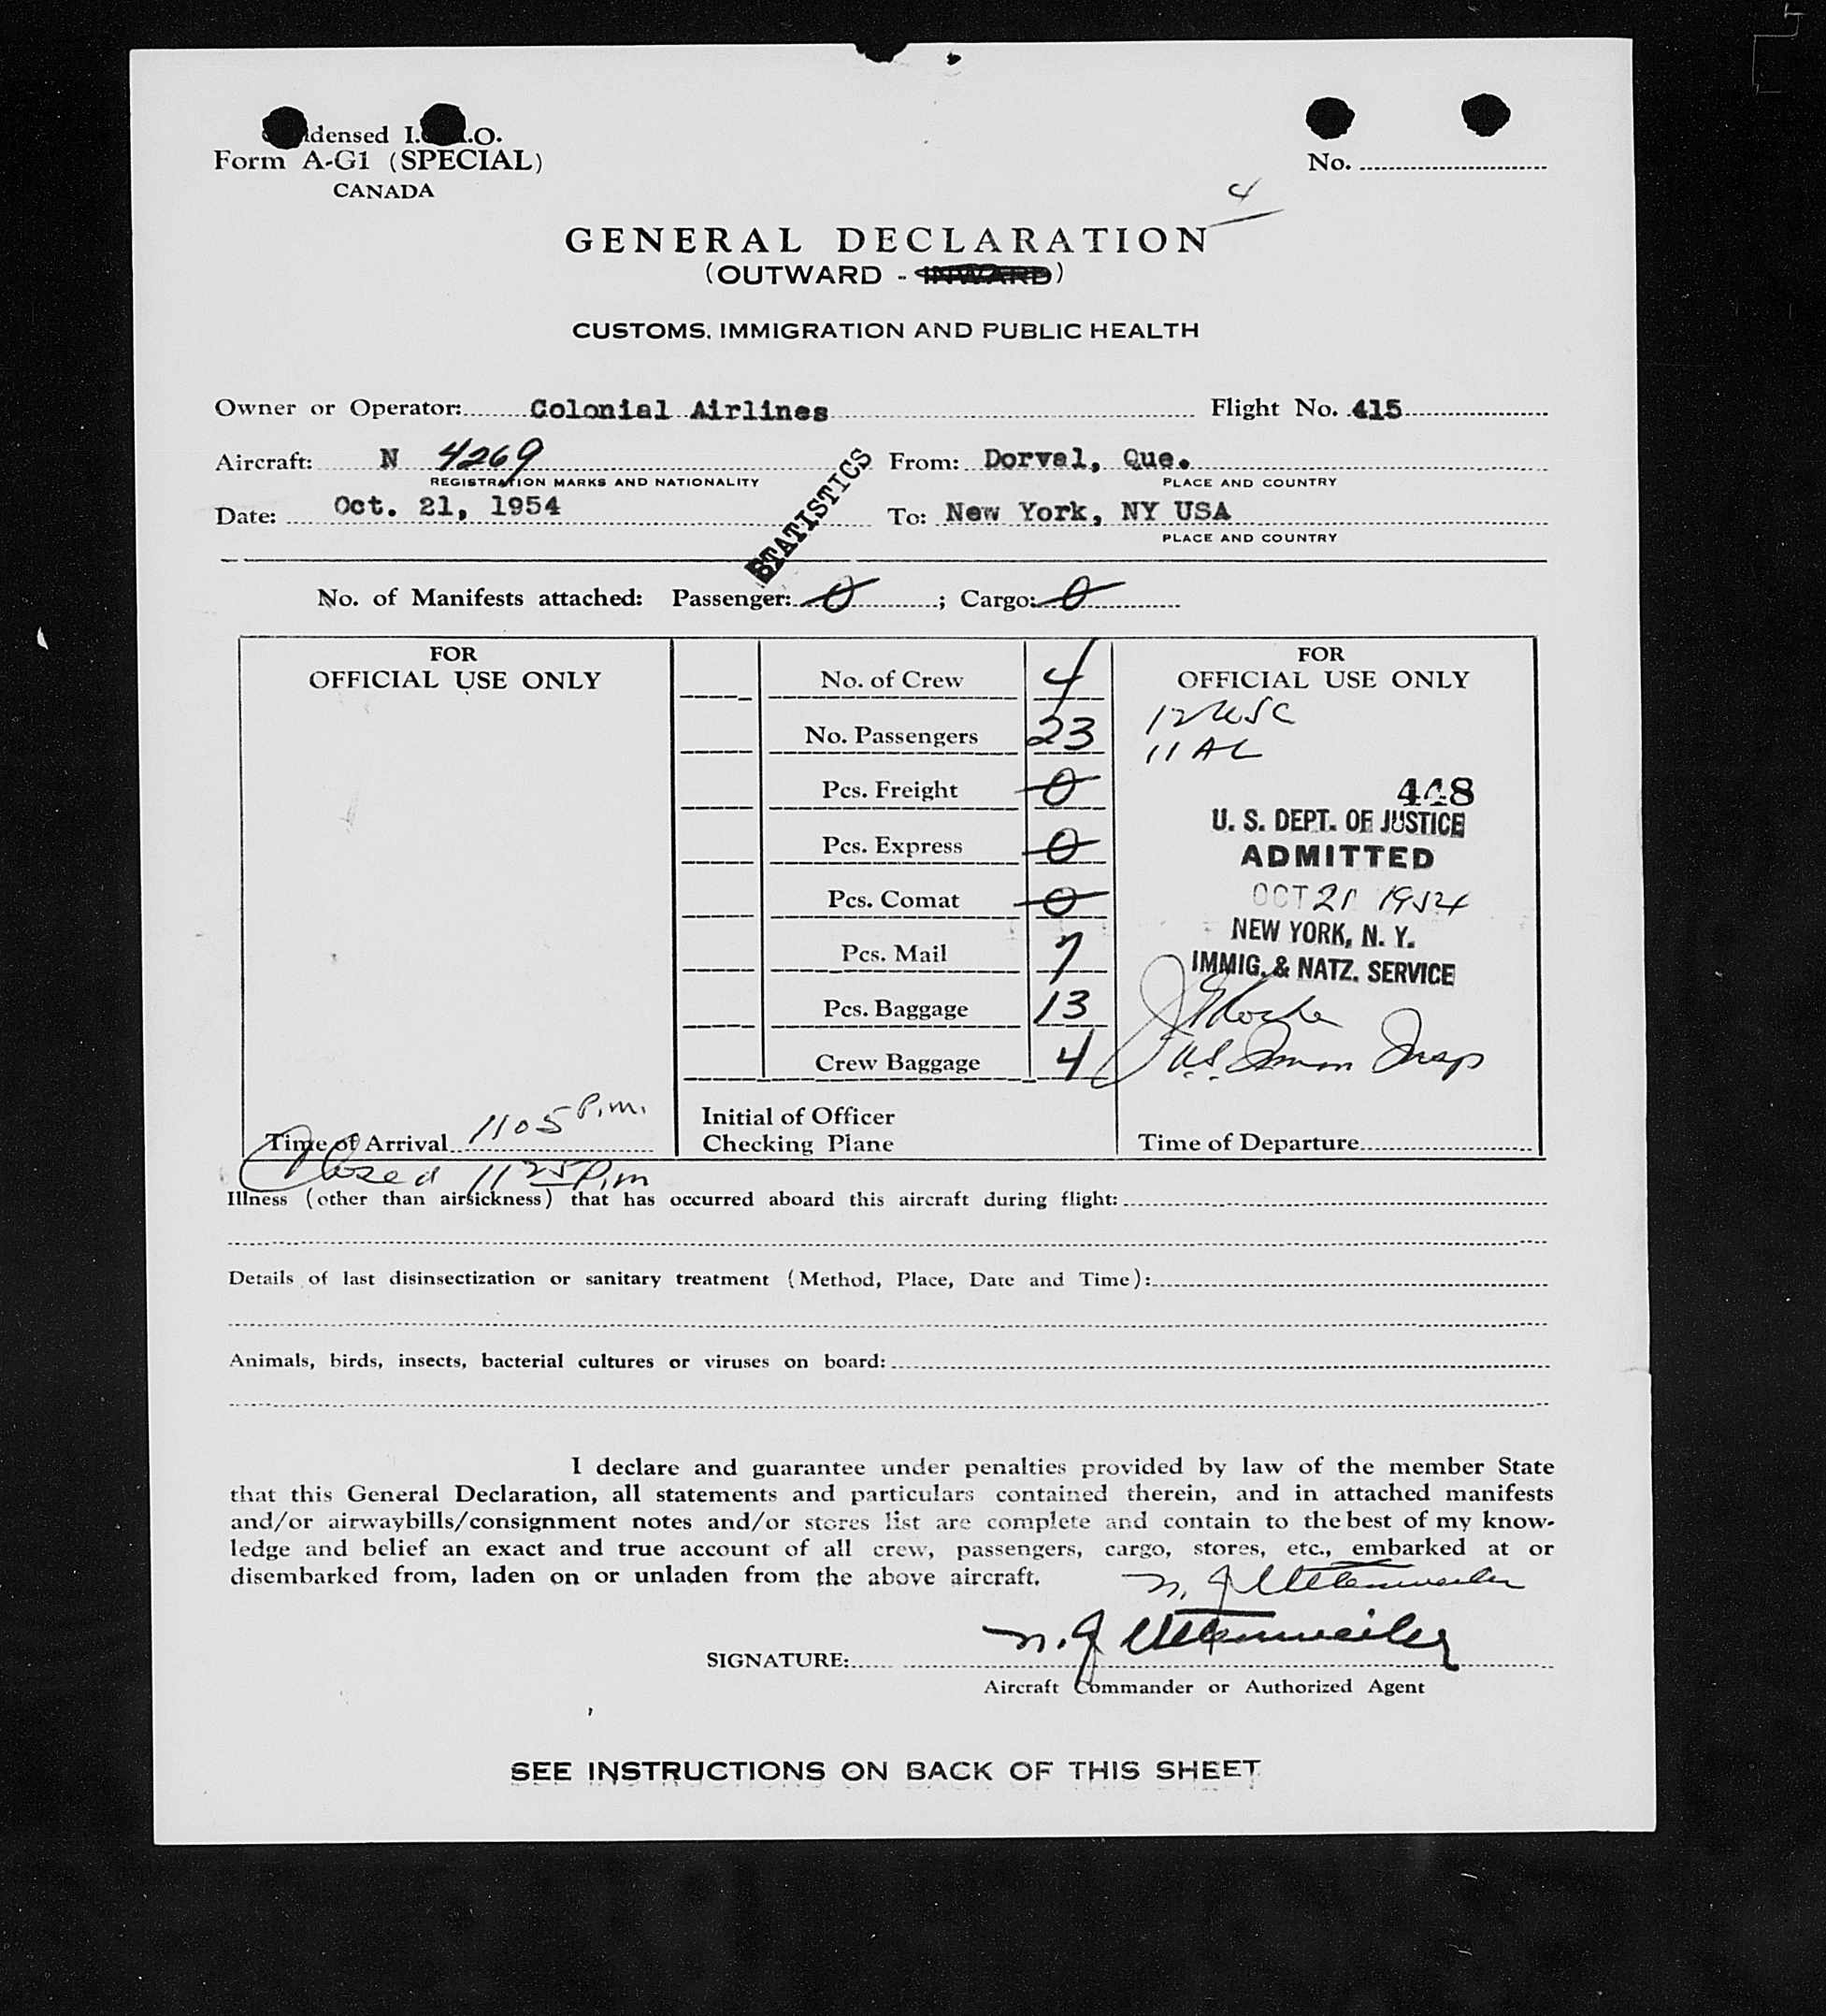 Form A-G1 (SPECIAL)
CANADA
No.
4
GENERAL DECLARATION
(OUTWARD - INWARD)
CUSTOMS, IMMIGRATION AND PUBLIC HEALTH
Owner or Operator: Colonial Airlines Flight No. 415
Aircraft: N 4269 From: Dorval, Que.
REGISTRATION MARKS AND NATIONALITY PLACE AND COUNTRY
Date: Oct. 21, 1954 To: New York, NY USA
PLACE AND COUNTRY
STATISTICS
No. of Manifests attached: Passenger: 0; Cargo: 0
FOR
OFFICIAL USE ONLY
No. of Crew 4
No. Passengers 23
Pcs. Freight 0
Pcs. Express 0
Pcs. Comat 0
Pcs. Mail 7
Pcs. Baggage 13
Crew Baggage 4
FOR
OFFICIAL USE ONLY
12 USC
11 AL
448
U. S. DEPT. OF JUSTICE
ADMITTED
OCT 21 1954
NEW YORK, N. Y.
IMMIG. & NATZ. SERVICE
U.S. Immn Insp
Time of Arrival 1105 P.m.
Closed 1125 P.m
Initial of Officer
Checking Plane
Time of Departure
Illness (other than airsickness) that has occurred aboard this aircraft during flight:
Details of last disinsectization or sanitary treatment (Method, Place, Date and Time):
Animals, birds, insects, bacterial cultures or viruses on board:
I declare and guarantee under penalties provided by law of the member State
that this General Declaration, all statements and particulars contained therein, and in attached manifests
and/or airwaybills/consignment notes and/or stores list are complete and contain to the best of my know-
ledge and belief an exact and true account of all crew, passengers, cargo, stores, etc., embarked at or
disembarked from, laden on or unladen from the above aircraft.
N. J Uttenweiler
SIGNATURE: N. J Uttenweiler
Aircraft Commander or Authorized Agent
SEE INSTRUCTIONS ON BACK OF THIS SHEET